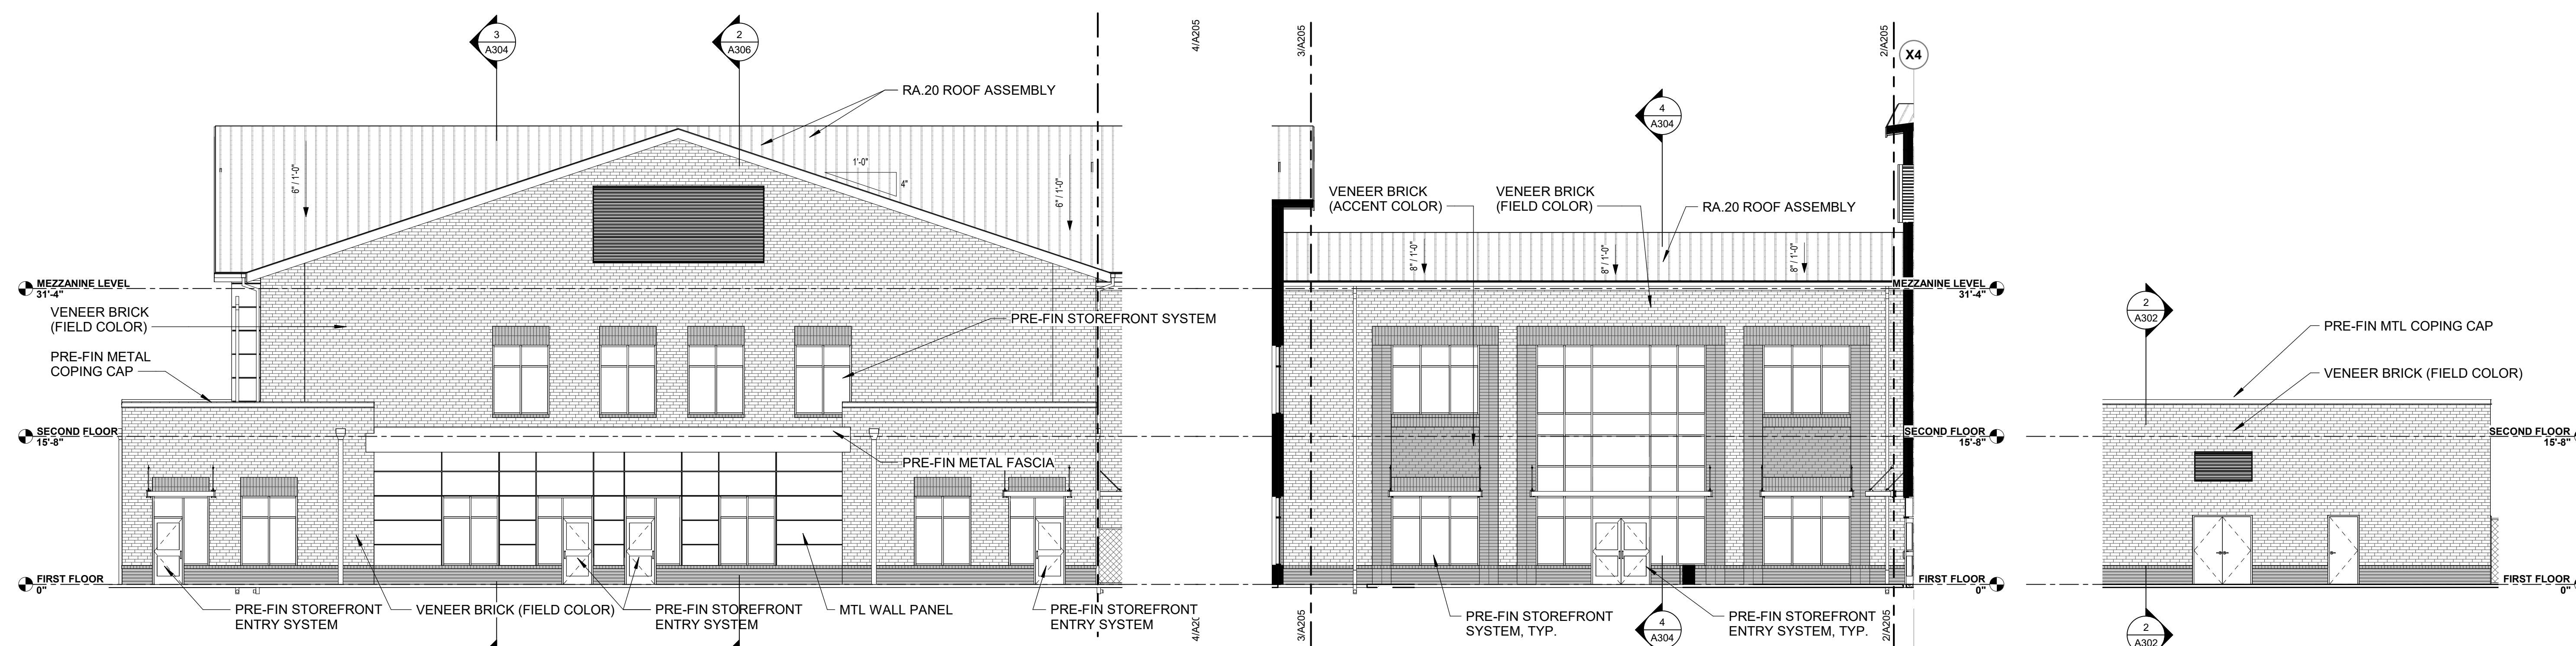 3
A304
2
A306
RA.20 ROOF ASSEMBLY
1'-0"
4"
6" / 1'-0"
6" / 1'-0"
MEZZANINE LEVEL
31'-4"
VENEER BRICK
(FIELD COLOR)
PRE-FIN METAL
COPING CAP
PRE-FIN STOREFRONT SYSTEM
SECOND FLOOR
15'-8"
PRE-FIN METAL FASCIA
FIRST FLOOR
0"
PRE-FIN STOREFRONT
ENTRY SYSTEM
VENEER BRICK (FIELD COLOR)
PRE-FIN STOREFRONT
ENTRY SYSTEM
MTL WALL PANEL
PRE-FIN STOREFRONT
ENTRY SYSTEM
4/A205
4/A2
3/A205
2/A205
X4
4
A304
VENEER BRICK
(ACCENT COLOR)
VENEER BRICK
(FIELD COLOR)
RA.20 ROOF ASSEMBLY
8" / 1'-0"
8" / 1'-0"
8" / 1'-0"
MEZZANINE LEVEL
31'-4"
SECOND FLOOR
15'-8"
FIRST FLOOR
0"
3/A205
PRE-FIN STOREFRONT
SYSTEM, TYP.
4
A304
PRE-FIN STOREFRONT
ENTRY SYSTEM, TYP.
2/A205
2
A302
PRE-FIN MTL COPING CAP
VENEER BRICK (FIELD COLOR)
SECOND FLOOR
15'-8"
FIRST FLOOR
0"
2
A302